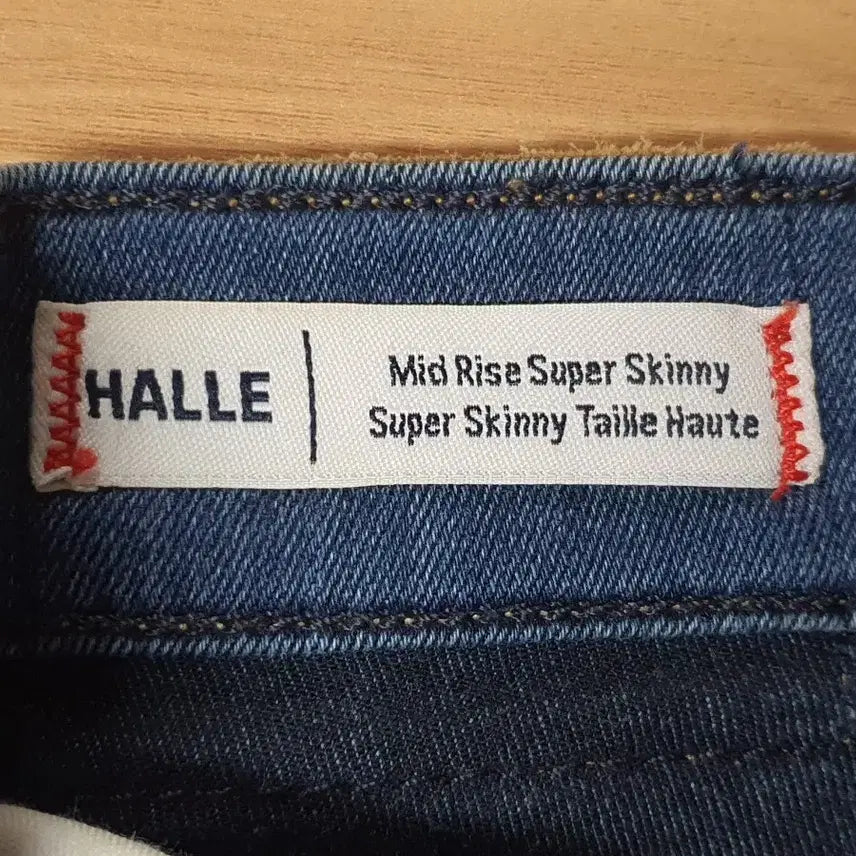 HALLE
Mid Rise Super Skinny
Super Skinny Taille Haute